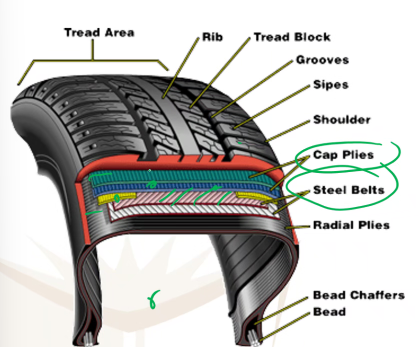 Tread Area
Rib
Tread Block
Grooves
Sipes
Shoulder
Cap Plies
Steel Belts
Radial Plies
Bead Chaffers
Bead